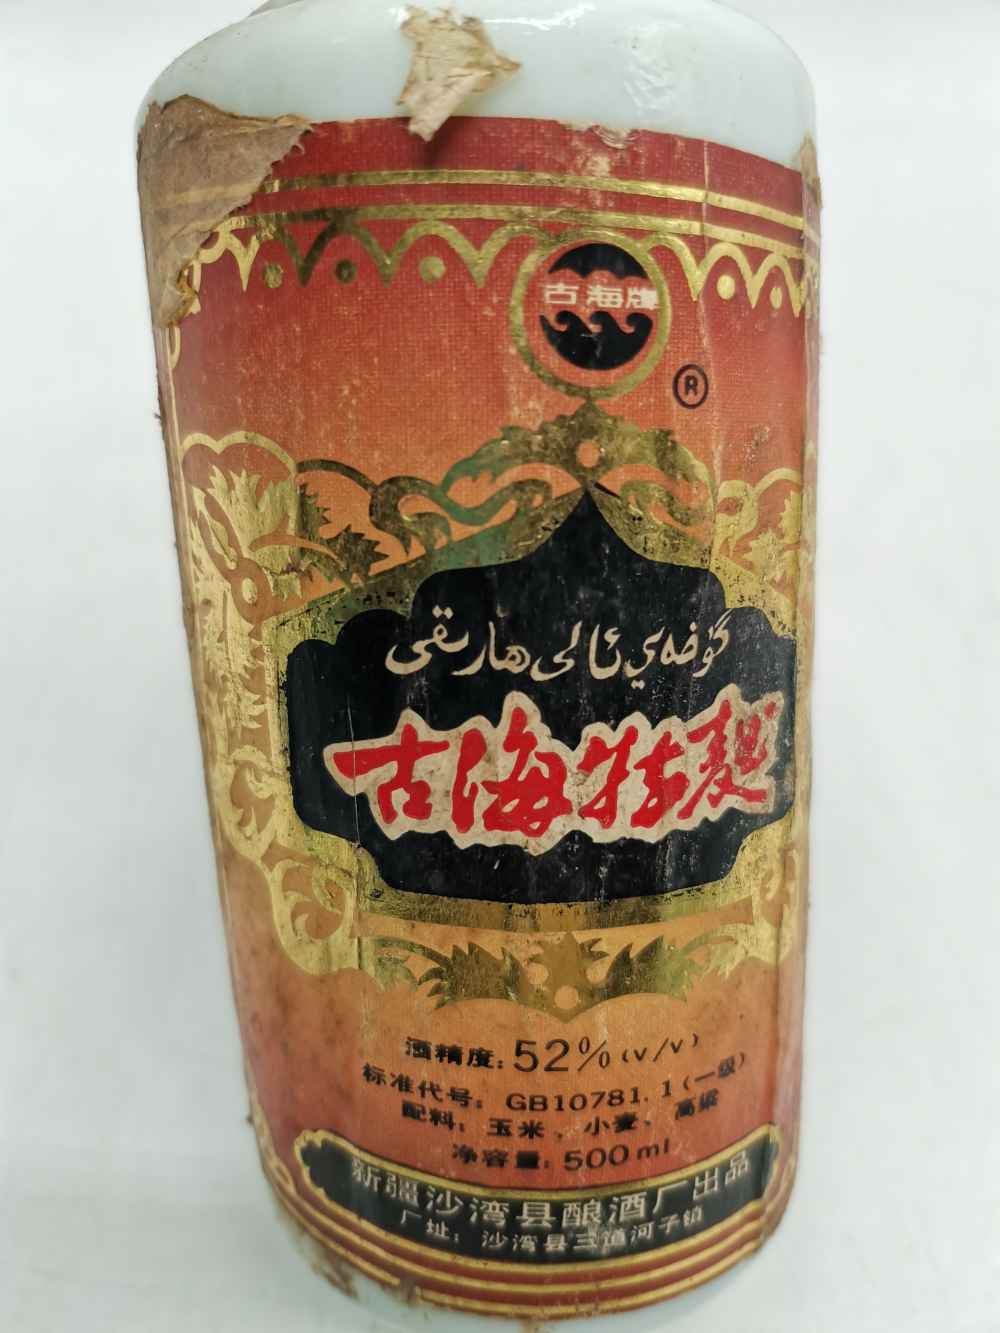 古海牌
®
گۇخەي ئالىي ھارىقى
古海特麯
酒精度: 52% (v/v)
标准代号: GB10781.1 (一级)
配料: 玉米、小麦、高粱
净容量: 500ml
新疆沙湾县酿酒厂出品
厂址: 沙湾县三道河子镇